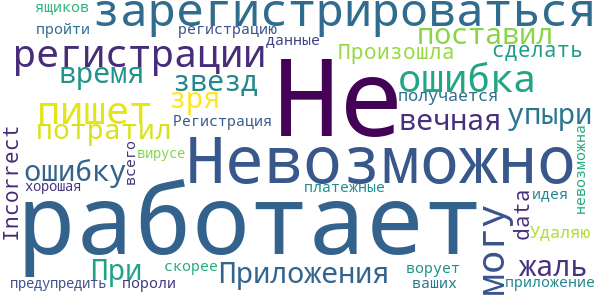 ящиков
зарегистрироваться
пройти
регистрацию
поставил
данные
регистрации
Произошла
сделать
время
звезд
Не
ошибка
пишет
зря
получается
упыри
потратил
Регистрация
вечная
Incorrect
всего
вирусе
Невозможно
невозможна
ошибку
хорошая
платежные
идея
работает
могу
data
Удаляю
При
скорее
Приложения
ворует
жаль
предупредить
пороли
ваших
приложение